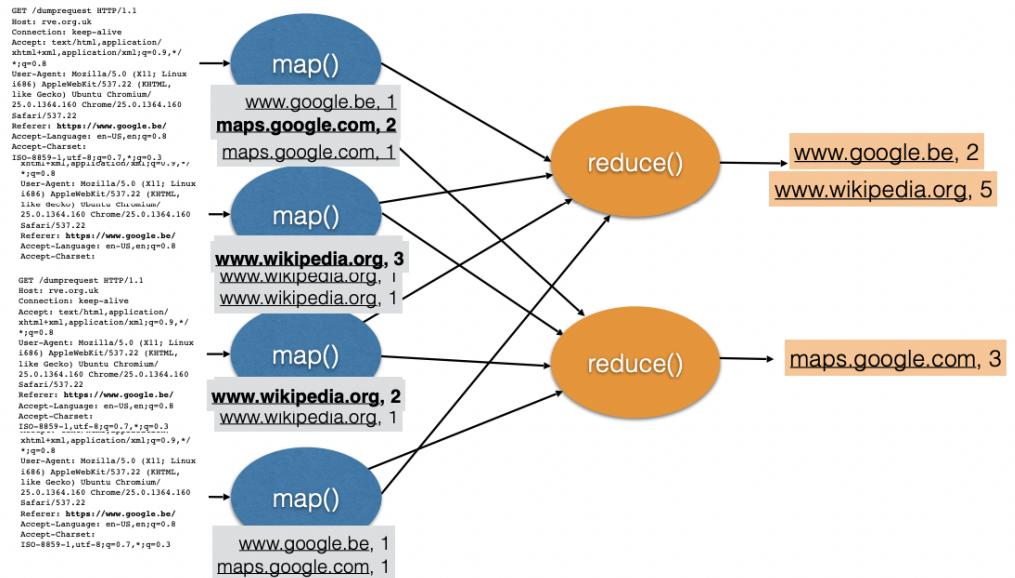 GET /dumprequest HTTP/1.1
Host: rve.org.uk
Connection: keep-alive
Accept: text/html,application/
xhtml+xml,application/xml;q=0.9,*/
*;q=0.8
User-Agent: Mozilla/5.0 (X11; Linux
i686) AppleWebKit/537.22 (KHTML,
like Gecko) Ubuntu Chromium/
25.0.1364.160 Chrome/25.0.1364.160
Safari/537.22
Referer: https://www.google.be/
Accept-Language: en-US,en;q=0.8
Accept-Charset:
ISO-8859-1,utf-8;q=0.7,*;q=0.3
xhtml+xml,application/xml;q=0.9,*/
*;q=0.8
User-Agent: Mozilla/5.0 (X11; Linux
i686) AppleWebKit/537.22 (KHTML,
like Gecko) Ubuntu Chromium/
25.0.1364.160 Chrome/25.0.1364.160
Safari/537.22
Referer: https://www.google.be/
Accept-Language: en-US,en;q=0.8
Accept-Charset:
GET /dumprequest HTTP/1.1
Host: rve.org.uk
Connection: keep-alive
Accept: text/html,application/
xhtml+xml,application/xml;q=0.9,*/
*;q=0.8
User-Agent: Mozilla/5.0 (X11; Linux
i686) AppleWebKit/537.22 (KHTML,
like Gecko) Ubuntu Chromium/
25.0.1364.160 Chrome/25.0.1364.160
Safari/537.22
Referer: https://www.google.be/
Accept-Language: en-US,en;q=0.8
Accept-Charset:
ISO-8859-1,utf-8;q=0.7,*;q=0.3
xhtml+xml,application/xml;q=0.9,*/
*;q=0.8
User-Agent: Mozilla/5.0 (X11; Linux
i686) AppleWebKit/537.22 (KHTML,
like Gecko) Ubuntu Chromium/
25.0.1364.160 Chrome/25.0.1364.160
Safari/537.22
Referer: https://www.google.be/
Accept-Language: en-US,en;q=0.8
Accept-Charset:
ISO-8859-1,utf-8;q=0.7,*;q=0.3
map()
www.google.be, 1
maps.google.com, 2
maps.google.com, 1
map()
www.wikipedia.org, 3
www.wikipedia.org, 1
www.wikipedia.org, 1
map()
www.wikipedia.org, 2
www.wikipedia.org, 1
map()
www.google.be, 1
maps.google.com, 1
reduce()
reduce()
www.google.be, 2
www.wikipedia.org, 5
maps.google.com, 3